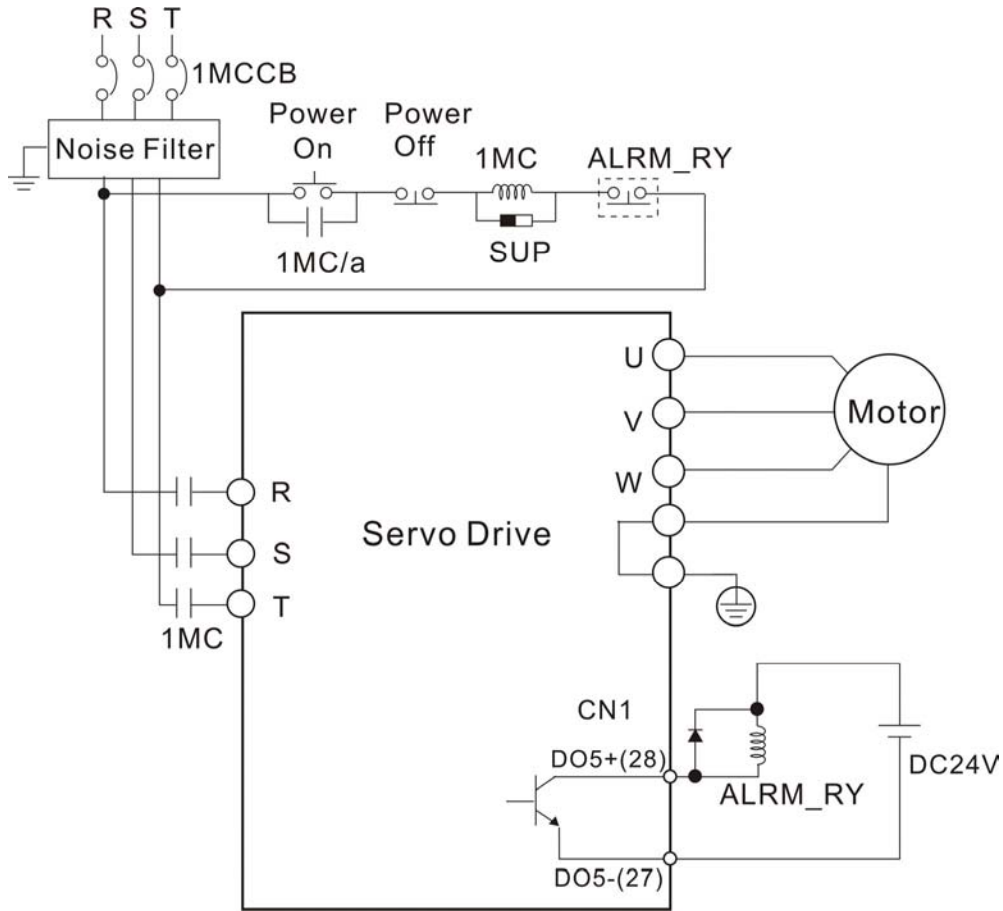 R S T
1MCCB
Noise Filter
Power On
Power Off
1MC
ALRM_RY
1MC/a
SUP
U
V
W
Motor
R
S
T
1MC
Servo Drive
CN1
DO5+(28)
DO5-(27)
ALRM_RY
DC24V